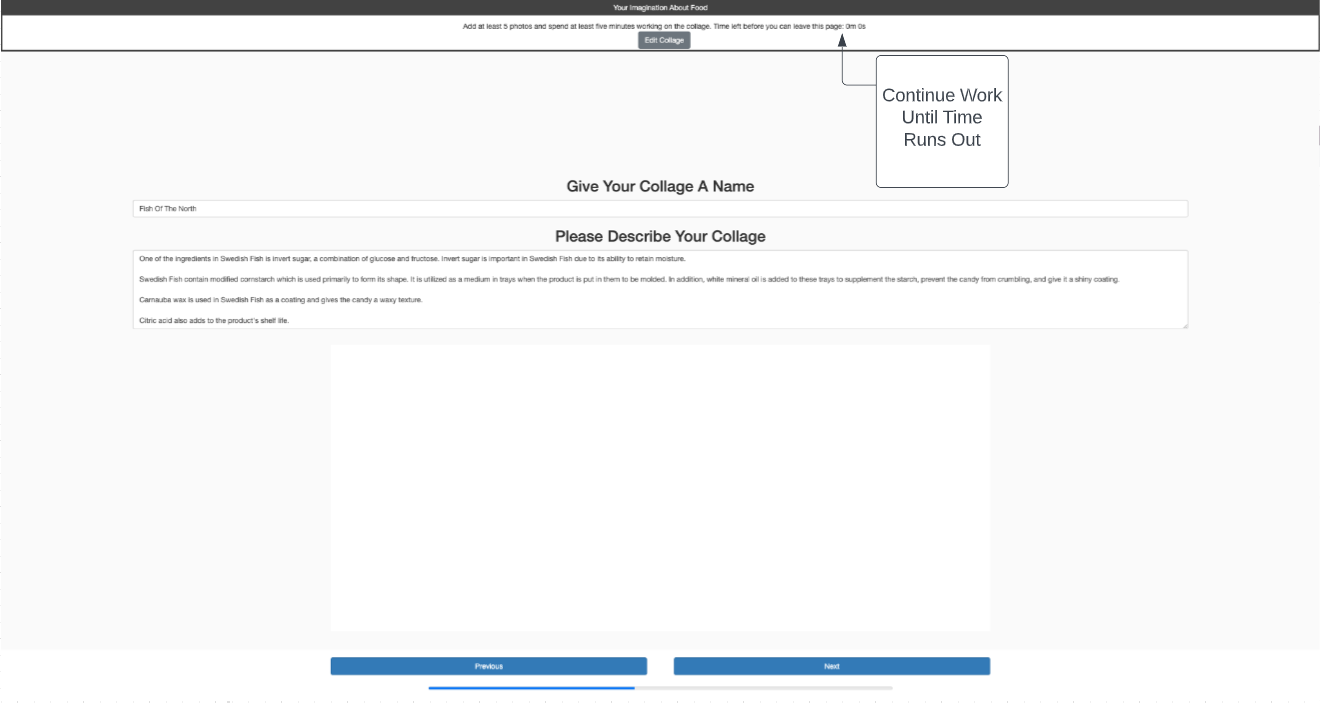 Your Imagination About Food
Add at least 5 photos and spend at least five minutes working on the collage. Time left before you can leave this page: 0m 0s
Edit Collage
Continue Work
Until Time
Runs Out
Give Your Collage A Name
Fish Of The North
Please Describe Your Collage
One of the ingredients in Swedish Fish is invert sugar, a combination of glucose and fructose. Invert sugar is important in Swedish Fish due to its ability to retain moisture.
Swedish Fish contain modified cornstarch which is used primarily to form its shape. It is utilized as a medium in trays when the product is put in them to be molded. In addition, white mineral oil is added to these trays to supplement the starch, prevent the candy from crumbling, and give it a shiny coating.
Carnauba wax is used in Swedish Fish as a coating and gives the candy a waxy texture.
Citric acid also adds to the product's shelf life.
Previous
Next